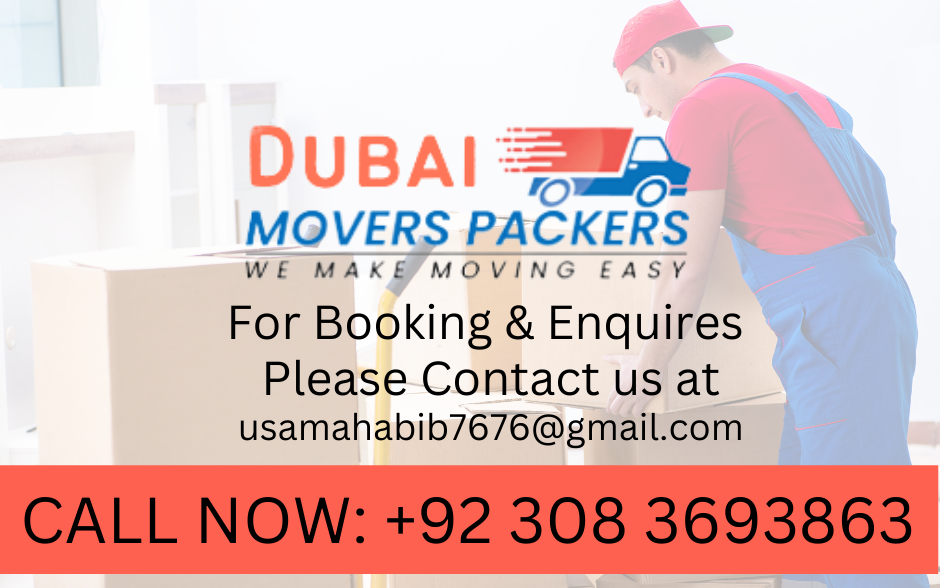 DUBAI
MOVERS PACKERS
WE MAKE MOVING EASY
For Booking & Enquires
Please Contact us at
usamahabib7676@gmail.com
CALL NOW: +92 308 3693863